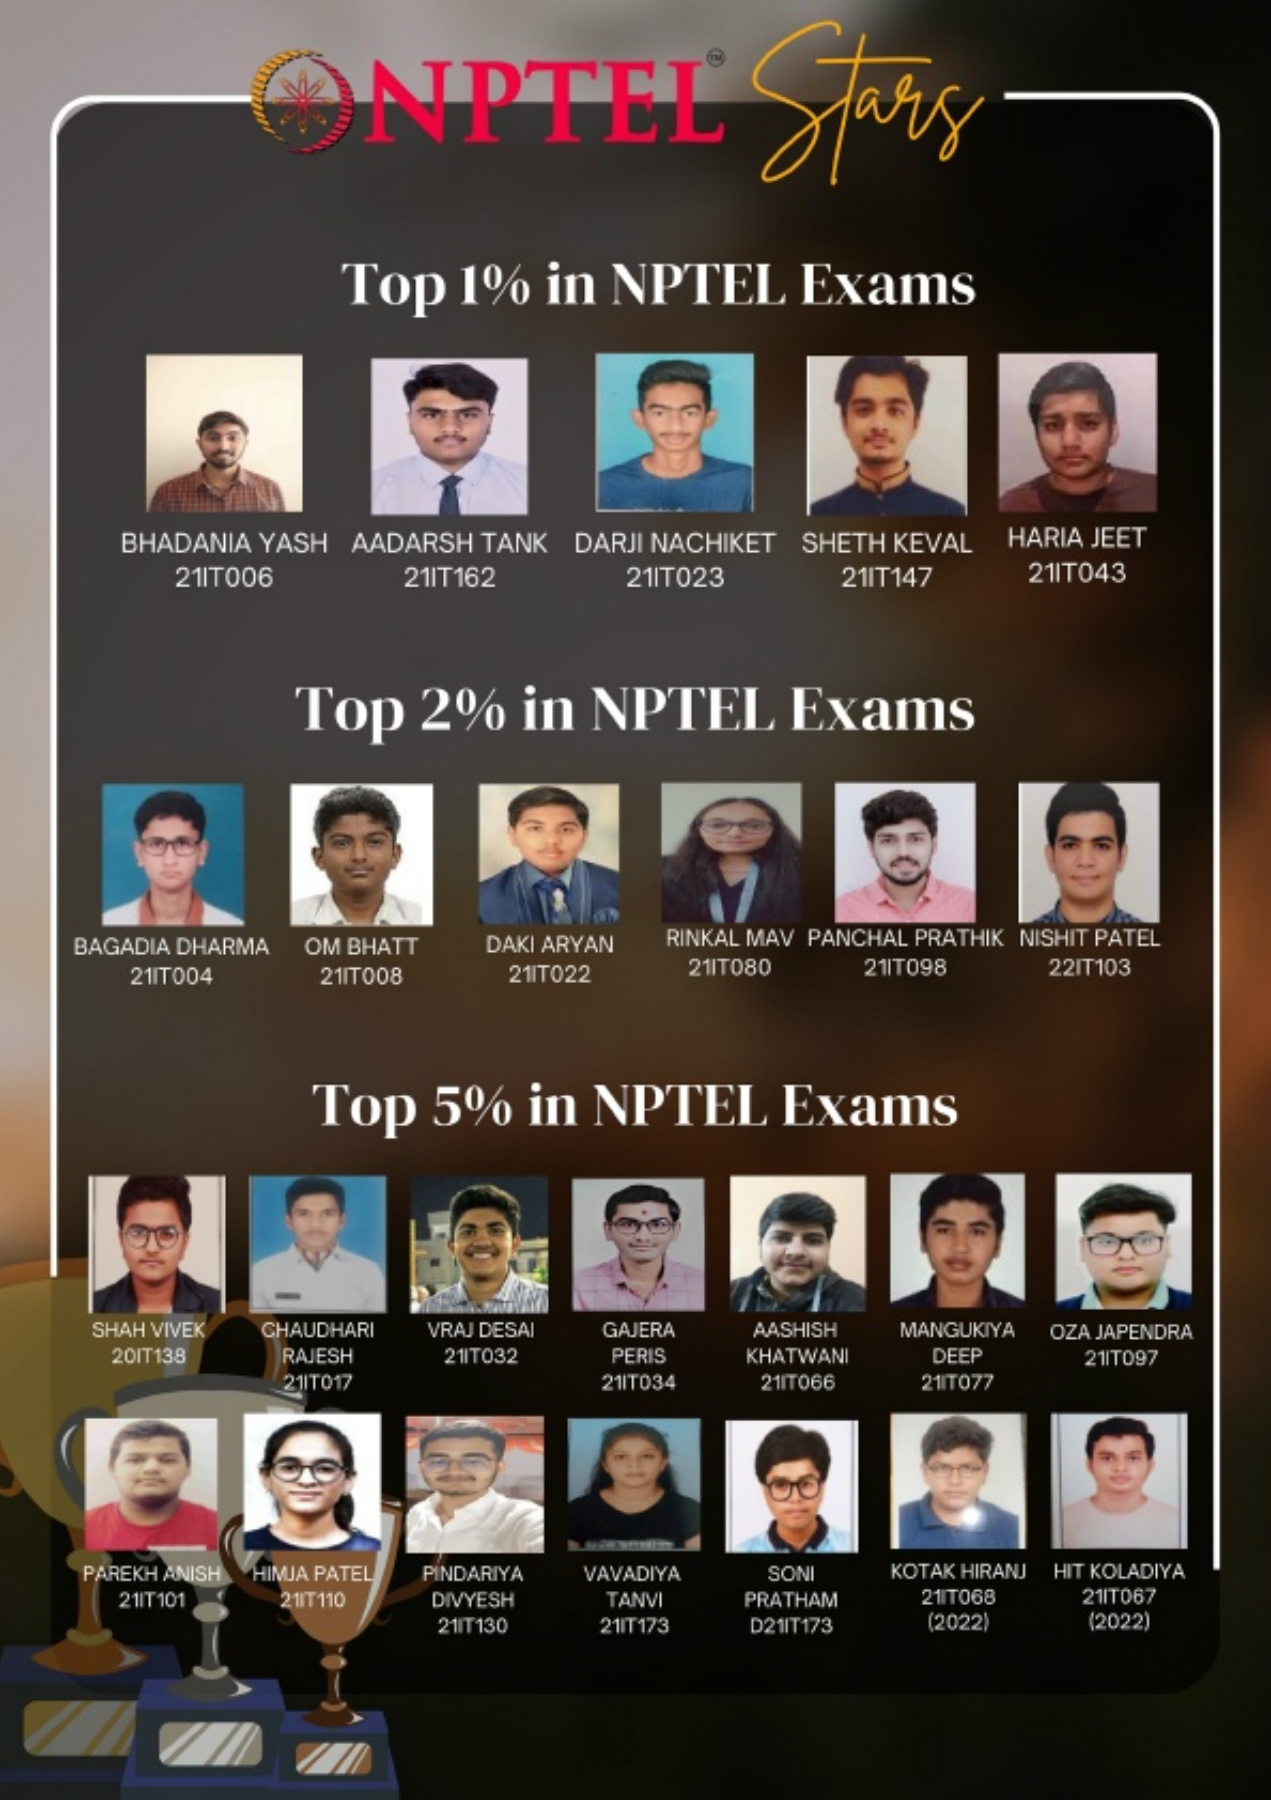 NPTEL™ Stars
Top 1% in NPTEL Exams
BHADANIA YASH
21IT006
AADARSH TANK
21IT162
DARJI NACHIKET
21IT023
SHETH KEVAL
21IT147
HARIA JEET
21IT043
Top 2% in NPTEL Exams
BAGADIA DHARMA
21IT004
OM BHATT
21IT008
DAKI ARYAN
21IT022
RINKAL MAV
21IT080
PANCHAL PRATHIK
21IT098
NISHIT PATEL
22IT103
Top 5% in NPTEL Exams
SHAH VIVEK
20IT138
CHAUDHARI
RAJESH
21IT017
VRAJ DESAI
21IT032
GAJERA
PERIS
21IT034
AASHISH
KHATWANI
21IT066
MANGUKIYA
DEEP
21IT077
OZA JAPENDRA
21IT097
PAREKH ANISH
21IT101
HIMJA PATEL
21IT110
PINDARIYA
DIVYESH
21IT130
VAVADIYA
TANVI
21IT173
SONI
PRATHAM
D21IT173
KOTAK HIRANJ
21IT068
(2022)
HIT KOLADIYA
21IT067
(2022)